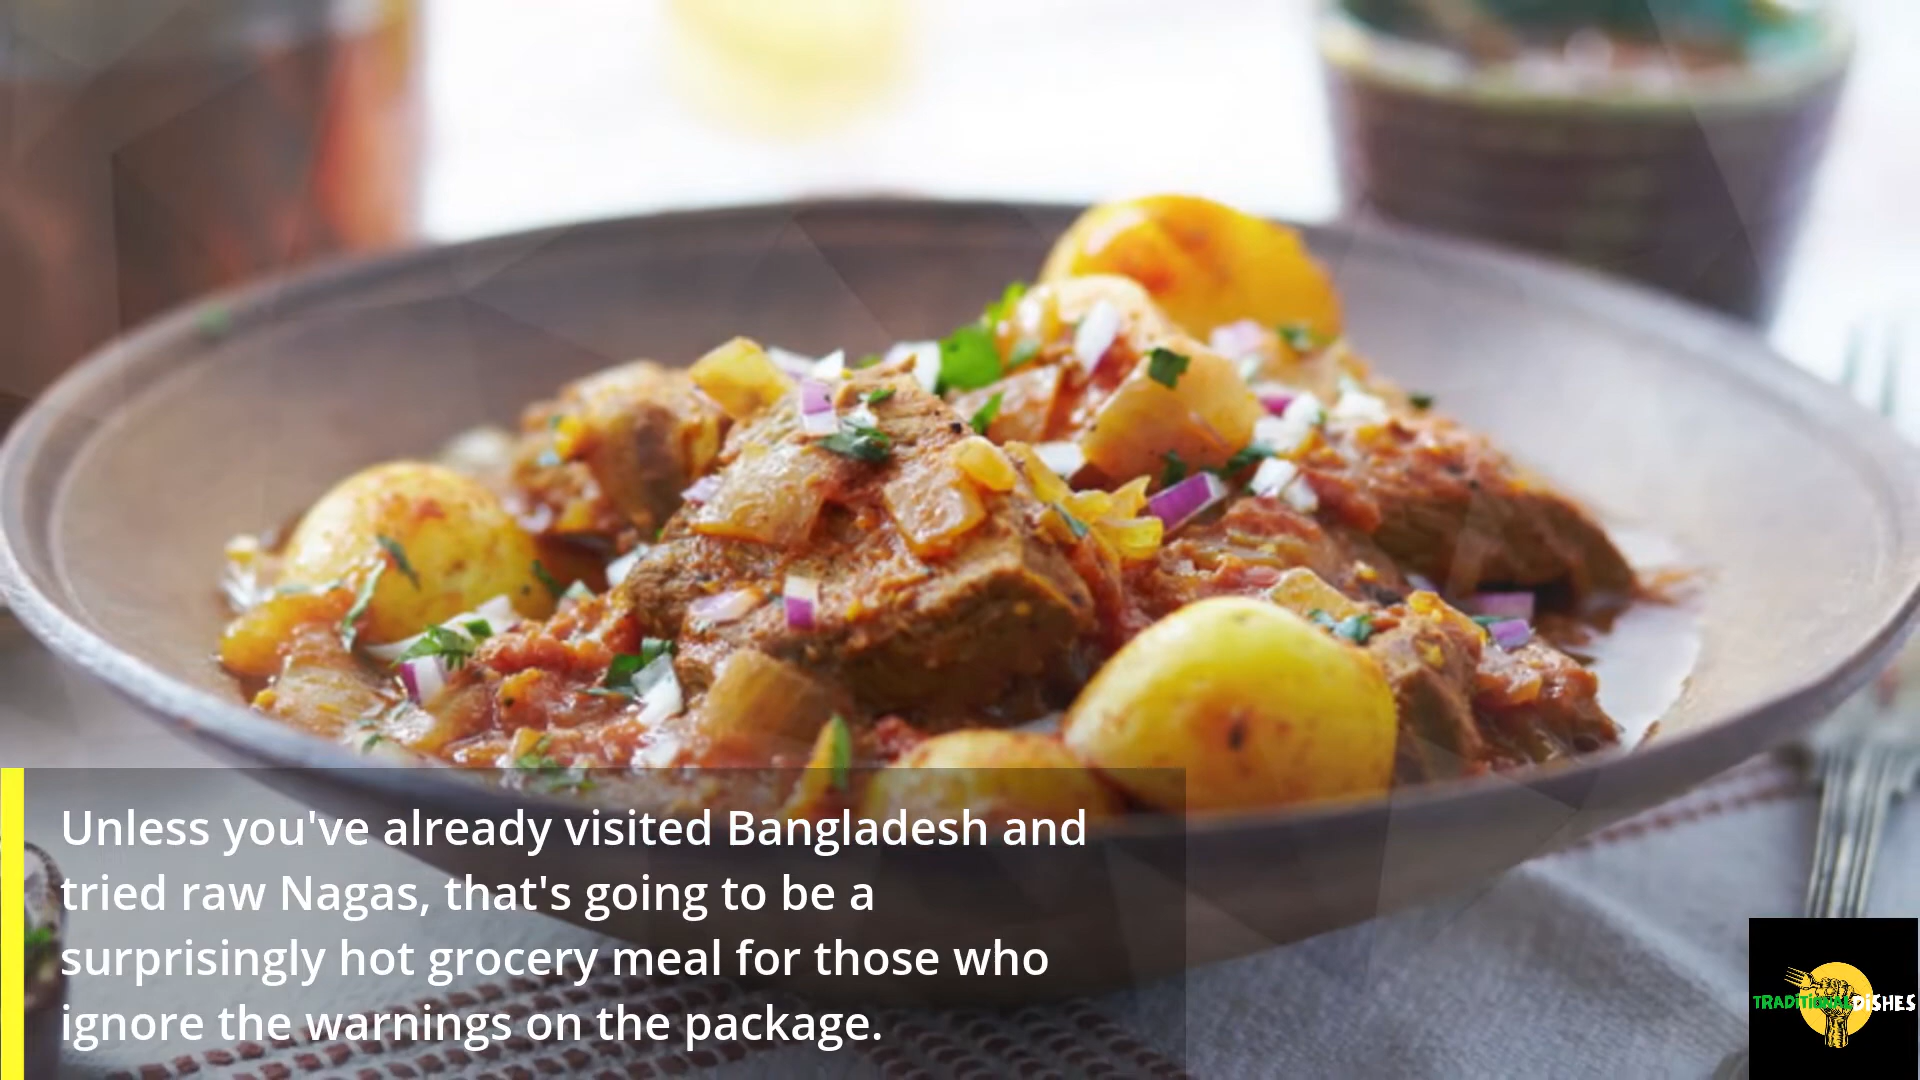 Unless you've already visited Bangladesh and
tried raw Nagas, that's going to be a
surprisingly hot grocery meal for those who
ignore the warnings on the package.
TRADITIONALDISHES